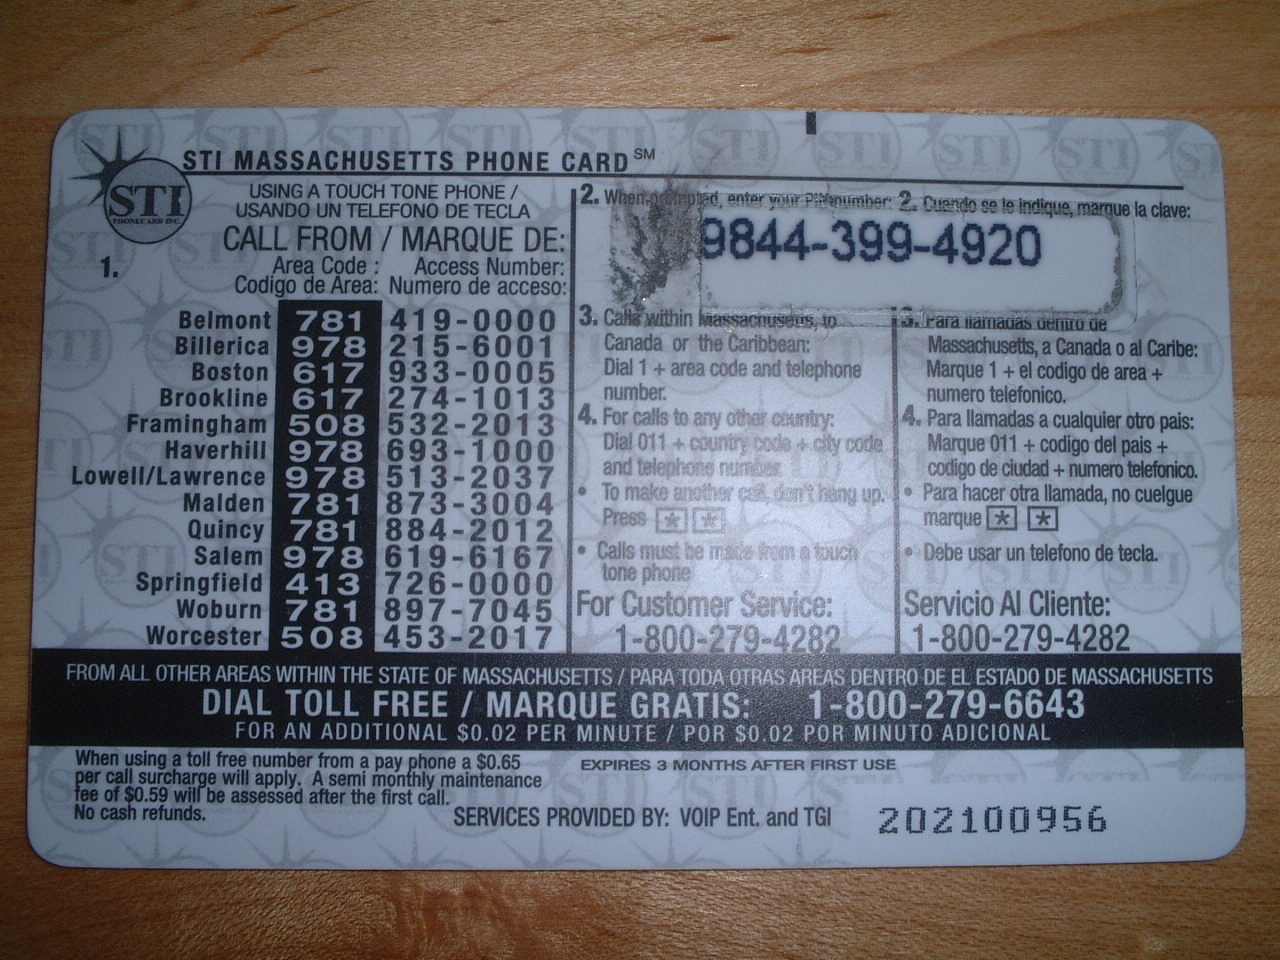 STI MASSACHUSETTS PHONE CARD SM
STI
PHONECARD INC.
USING A TOUCH TONE PHONE /
USANDO UN TELEFONO DE TECLA
CALL FROM / MARQUE DE:
1.
Area Code : Access Number:
Codigo de Area: Numero de acceso:
Belmont 781 419-0000
Billerica 978 215-6001
Boston 617 933-0005
Brookline 617 274-1013
Framingham 508 532-2013
Haverhill 978 693-1000
Lowell/Lawrence 978 513-2037
Malden 781 873-3004
Quincy 781 884-2012
Salem 978 619-6167
Springfield 413 726-0000
Woburn 781 897-7045
Worcester 508 453-2017
2. When prompted, enter your PIN number:
9844-399-4920
3. Calls within Massachusetts, to
Canada or the Caribbean:
Dial 1 + area code and telephone
number.
4. For calls to any other country:
Dial 011 + country code + city code
and telephone number.
• To make another call, don't hang up.
Press * *
• Calls must be made from a touch
tone phone
For Customer Service:
1-800-279-4282
2. Cuando se le indique, marque la clave:
3. Para llamadas dentro de
Massachusetts, a Canada o al Caribe:
Marque 1 + el codigo de area +
numero telefonico.
4. Para llamadas a cualquier otro pais:
Marque 011 + codigo del pais +
codigo de ciudad + numero telefonico.
• Para hacer otra llamada, no cuelgue
marque * *
• Debe usar un telefono de tecla.
Servicio Al Cliente:
1-800-279-4282
FROM ALL OTHER AREAS WITHIN THE STATE OF MASSACHUSETTS / PARA TODA OTRAS AREAS DENTRO DE EL ESTADO DE MASSACHUSETTS
DIAL TOLL FREE / MARQUE GRATIS: 1-800-279-6643
FOR AN ADDITIONAL $0.02 PER MINUTE / POR $0.02 POR MINUTO ADICIONAL
When using a toll free number from a pay phone a $0.65
per call surcharge will apply. A semi monthly maintenance
fee of $0.59 will be assessed after the first call.
No cash refunds.
EXPIRES 3 MONTHS AFTER FIRST USE
SERVICES PROVIDED BY: VOIP Ent. and TGI
202100956